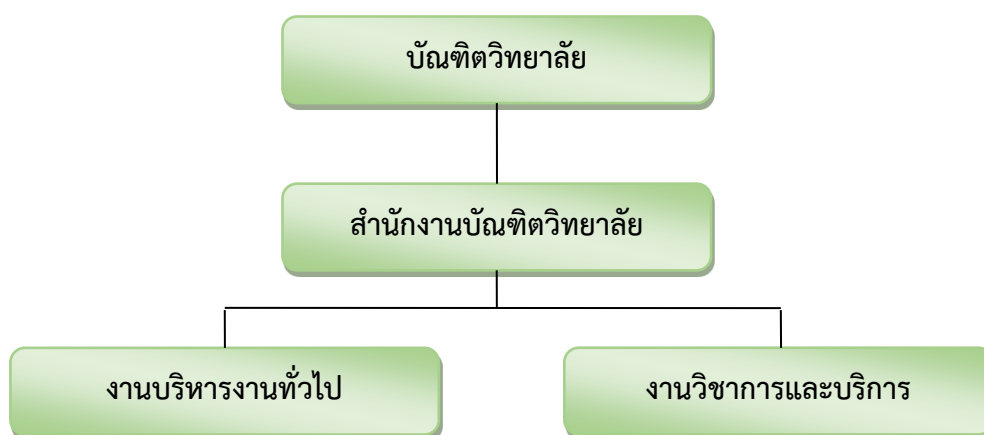 บัณฑิตวิทยาลัย
สำนักงานบัณฑิตวิทยาลัย
งานบริหารงานทั่วไป
งานวิชาการและบริการ